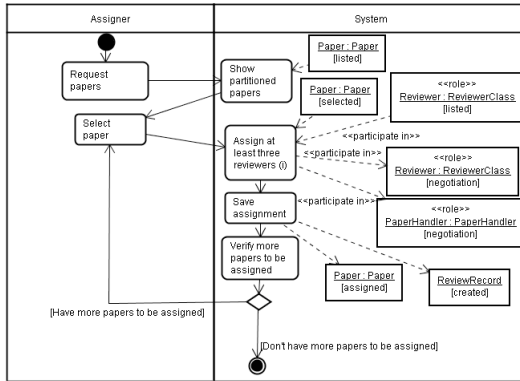 Assigner
System
Request
papers
Show
partitioned
papers
Paper : Paper
[listed]
Paper : Paper
[selected]
<<role>>
Reviewer : ReviewerClass
[listed]
Select
paper
Assign at
least three
reviewers (i)
<<participate in>>
<<participate in>>
<<role>>
Reviewer : ReviewerClass
[negotiation]
<<participate in>>
Save
assignment
<<role>>
PaperHandler : PaperHandler
[negotiation]
Verify more
papers to be
assigned
Paper : Paper
[assigned]
ReviewRecord
[created]
[Have more papers to be assigned]
[Don't have more papers to be assigned]